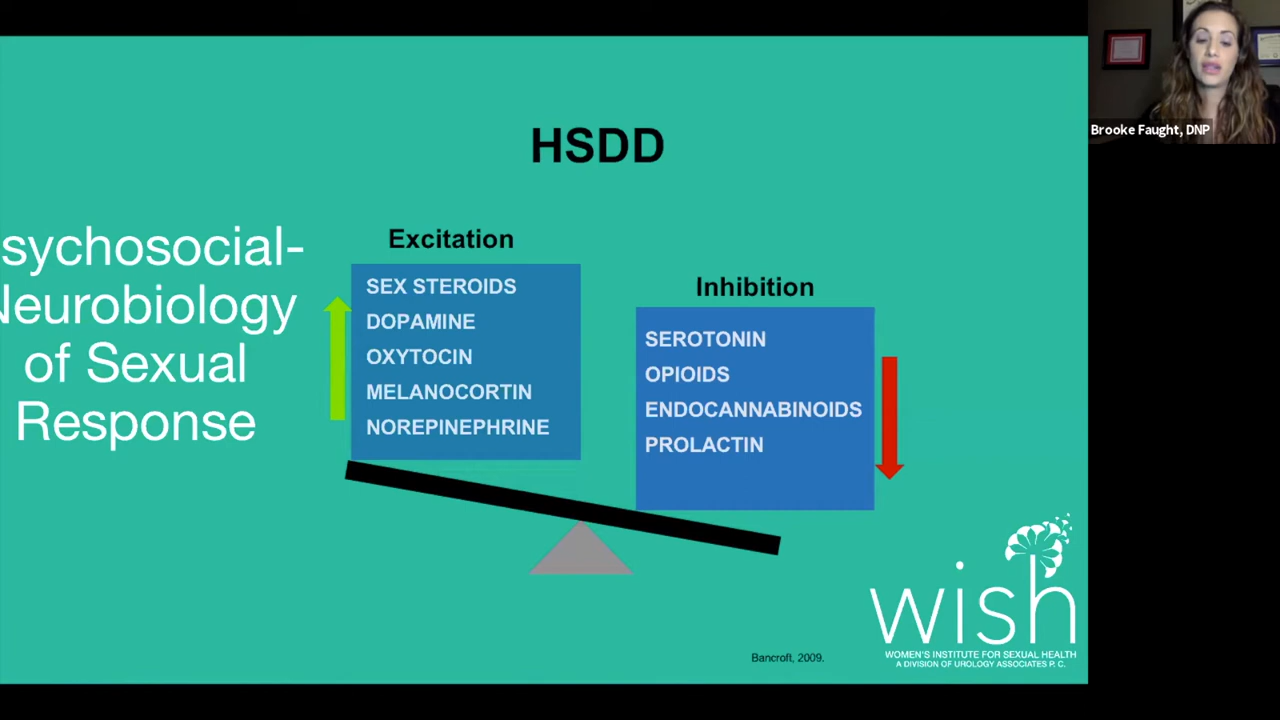 HSDD
sychosocial-
Neurobiology
of Sexual
Response
Excitation
SEX STEROIDS
DOPAMINE
OXYTOCIN
MELANOCORTIN
NOREPINEPHRINE
Inhibition
SEROTONIN
OPIOIDS
ENDOCANNABINOIDS
PROLACTIN
Bancroft, 2009.
wish
WOMEN'S INSTITUTE FOR SEXUAL HEALTH
A DIVISION OF UROLOGY ASSOCIATES P. C.
Brooke Faught, DNP